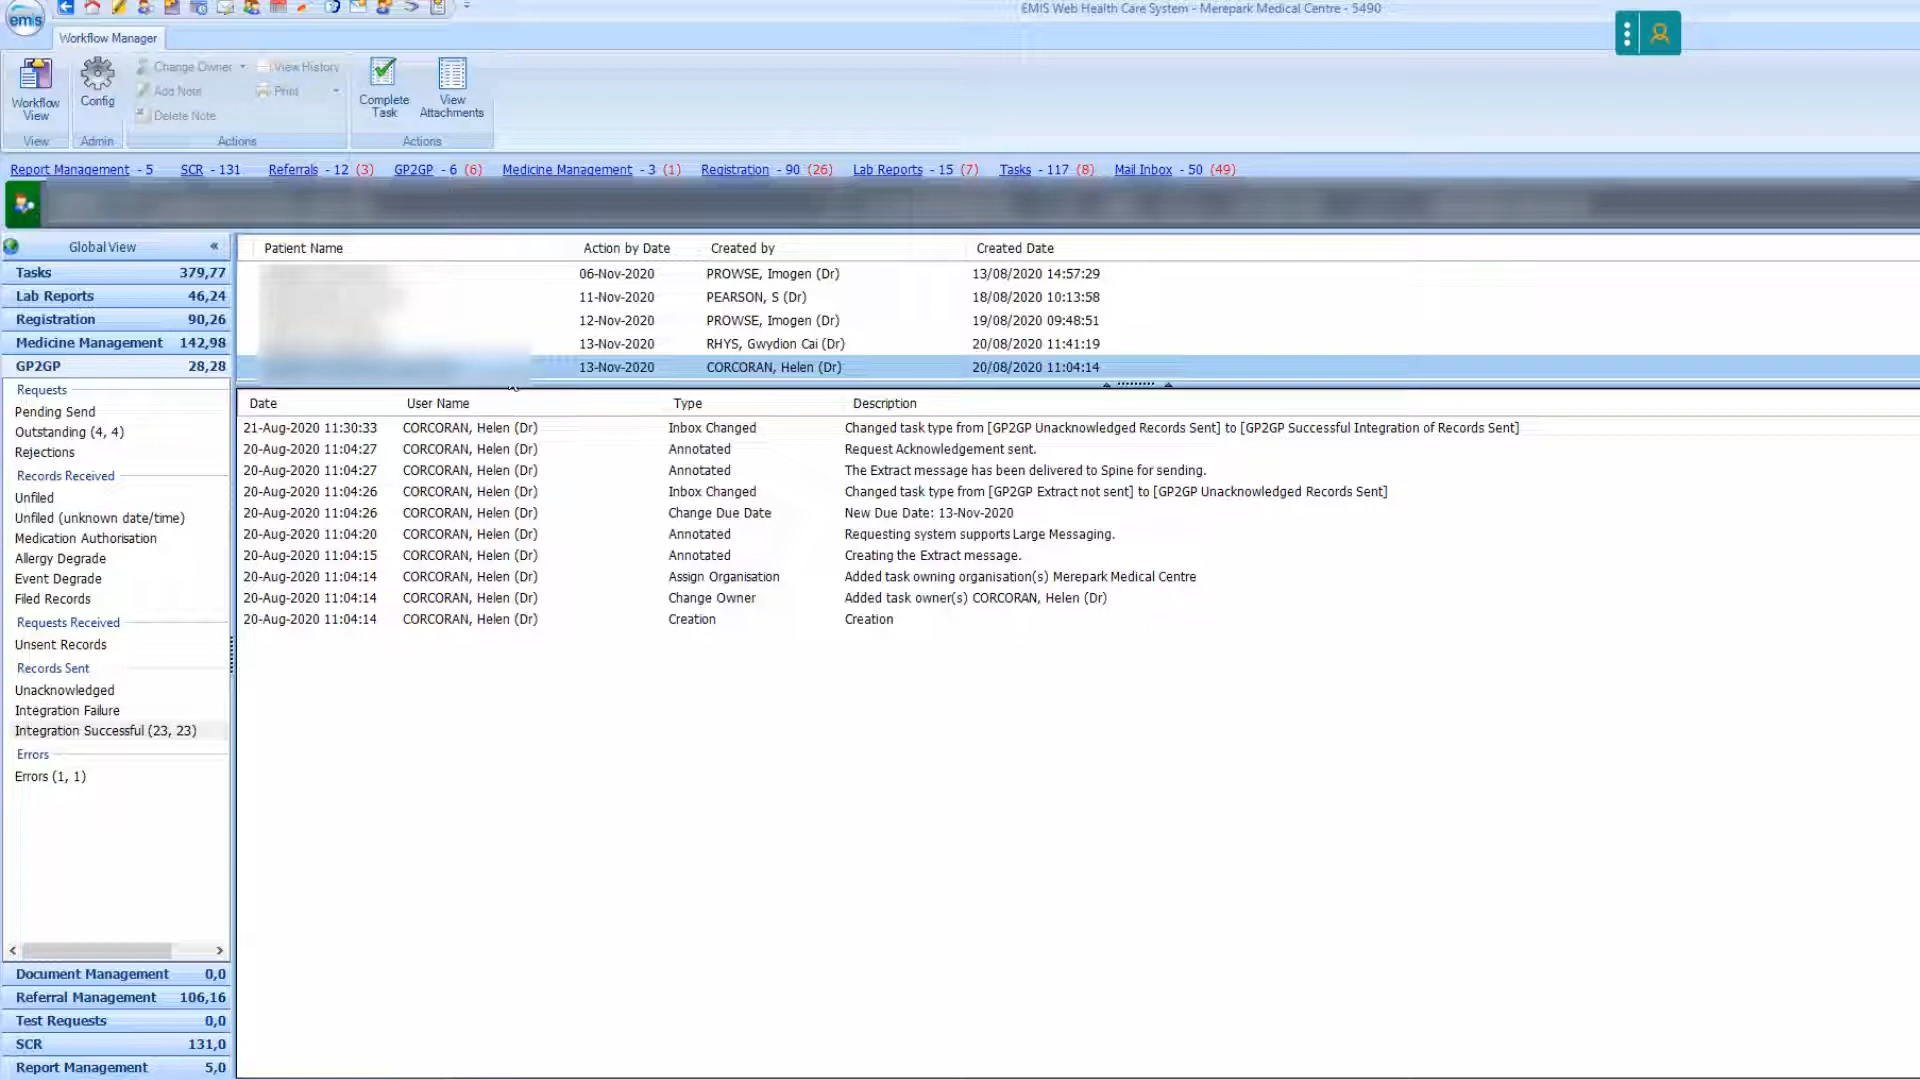 EMIS Web Health Care System - Merepark Medical Centre - 5490
emis
Workflow Manager
Workflow View
Config
Change Owner
Add Note
Delete Note
View History
Print
Complete Task
View Attachments
View
Admin
Actions
Actions
Report Management - 5 SCR - 131 Referrals - 12 (3) GP2GP - 6 (6) Medicine Management - 3 (1) Registration - 90 (26) Lab Reports - 15 (7) Tasks - 117 (8) Mail Inbox - 50 (49)
Global View «
Tasks 379,77
Lab Reports 46,24
Registration 90,26
Medicine Management 142,98
GP2GP 28,28
Requests
Pending Send
Outstanding (4, 4)
Rejections
Records Received
Unfiled
Unfiled (unknown date/time)
Medication Authorisation
Allergy Degrade
Event Degrade
Filed Records
Requests Received
Unsent Records
Records Sent
Unacknowledged
Integration Failure
Integration Successful (23, 23)
Errors
Errors (1, 1)
Document Management 0,0
Referral Management 106,16
Test Requests 0,0
SCR 131,0
Report Management 5,0
Patient Name Action by Date Created by Created Date
06-Nov-2020 PROWSE, Imogen (Dr) 13/08/2020 14:57:29
11-Nov-2020 PEARSON, S (Dr) 18/08/2020 10:13:58
12-Nov-2020 PROWSE, Imogen (Dr) 19/08/2020 09:48:51
13-Nov-2020 RHYS, Gwydion Cai (Dr) 20/08/2020 11:41:19
13-Nov-2020 CORCORAN, Helen (Dr) 20/08/2020 11:04:14
Date User Name Type Description
21-Aug-2020 11:30:33 CORCORAN, Helen (Dr) Inbox Changed Changed task type from [GP2GP Unacknowledged Records Sent] to [GP2GP Successful Integration of Records Sent]
20-Aug-2020 11:04:27 CORCORAN, Helen (Dr) Annotated Request Acknowledgement sent.
20-Aug-2020 11:04:27 CORCORAN, Helen (Dr) Annotated The Extract message has been delivered to Spine for sending.
20-Aug-2020 11:04:26 CORCORAN, Helen (Dr) Inbox Changed Changed task type from [GP2GP Extract not sent] to [GP2GP Unacknowledged Records Sent]
20-Aug-2020 11:04:26 CORCORAN, Helen (Dr) Change Due Date New Due Date: 13-Nov-2020
20-Aug-2020 11:04:20 CORCORAN, Helen (Dr) Annotated Requesting system supports Large Messaging.
20-Aug-2020 11:04:15 CORCORAN, Helen (Dr) Annotated Creating the Extract message.
20-Aug-2020 11:04:14 CORCORAN, Helen (Dr) Assign Organisation Added task owning organisation(s) Merepark Medical Centre
20-Aug-2020 11:04:14 CORCORAN, Helen (Dr) Change Owner Added task owner(s) CORCORAN, Helen (Dr)
20-Aug-2020 11:04:14 CORCORAN, Helen (Dr) Creation Creation